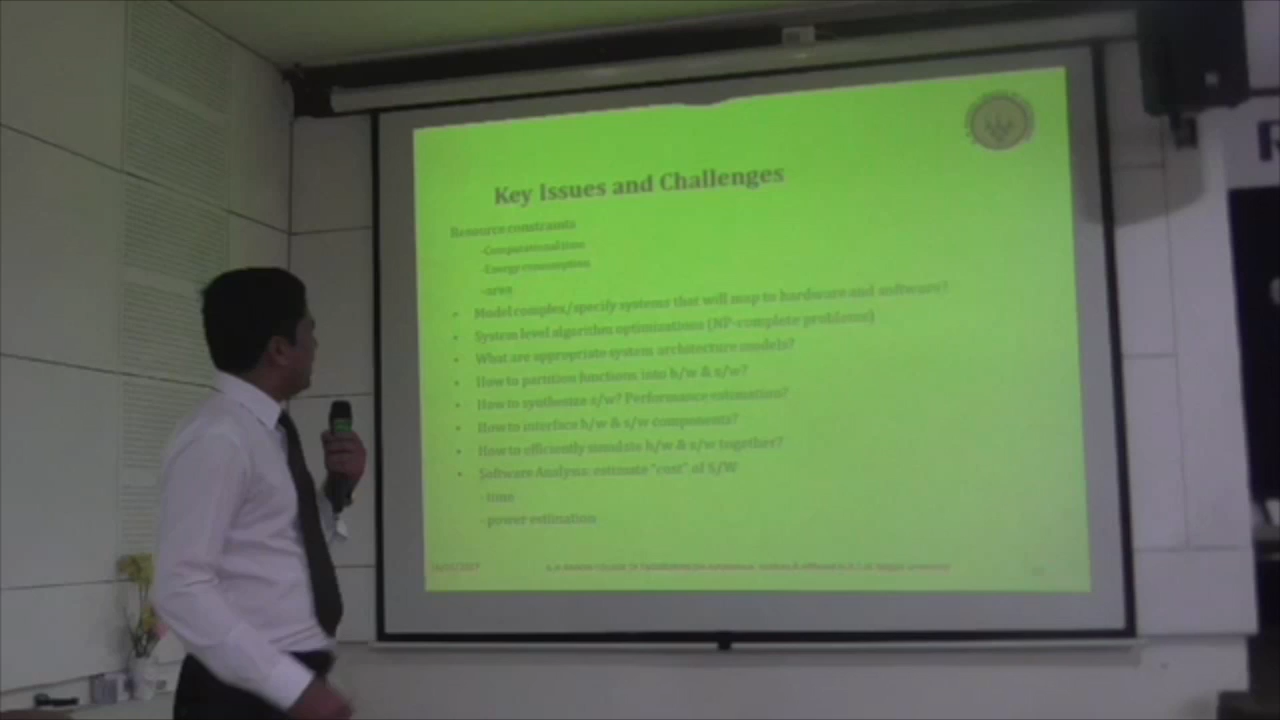 Key Issues and Challenges
Resource constraints
-Computational time
-Energy consumption
-area
• Model complex/specify systems that will map to hardware and software?
• System level algorithm optimizations (NP-complete problems)
• What are appropriate system architecture models?
• How to partition functions into h/w & s/w?
• How to synthesize s/w? Performance estimation?
• How to interface h/w & s/w components?
• How to efficiently simulate h/w & s/w together?
• Software Analysis: estimate "cost" of S/W
-time
-power estimation
R